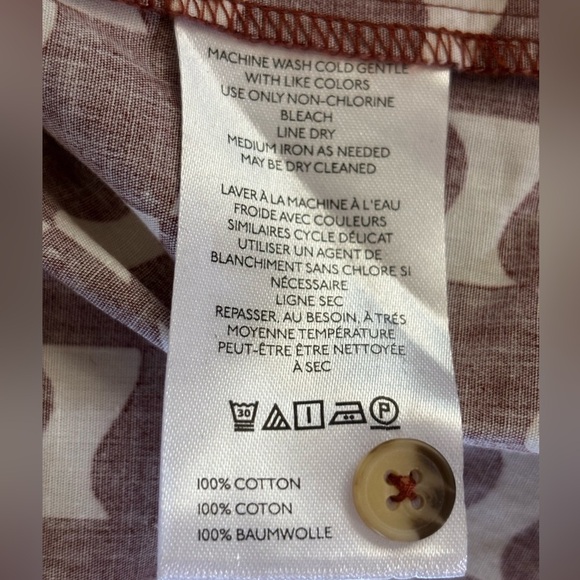 MACHINE WASH COLD GENTLE
WITH LIKE COLORS
USE ONLY NON-CHLORINE
BLEACH
LINE DRY
MEDIUM IRON AS NEEDED
MAY BE DRY CLEANED
LAVER À LA MACHINE À L'EAU
FROIDE AVEC COULEURS
SIMILAIRES CYCLE DÉLICAT
UTILISER UN AGENT DE
BLANCHIMENT SANS CHLORE SI
NÉCESSAIRE
LIGNE SEC
REPASSER, AU BESOIN, À TRÉS
MOYENNE TEMPÉRATURE
PEUT-ÊTRE ÊTRE NETTOYÉE
À SEC
30 P
100% COTTON
100% COTON
100% BAUMWOLLE